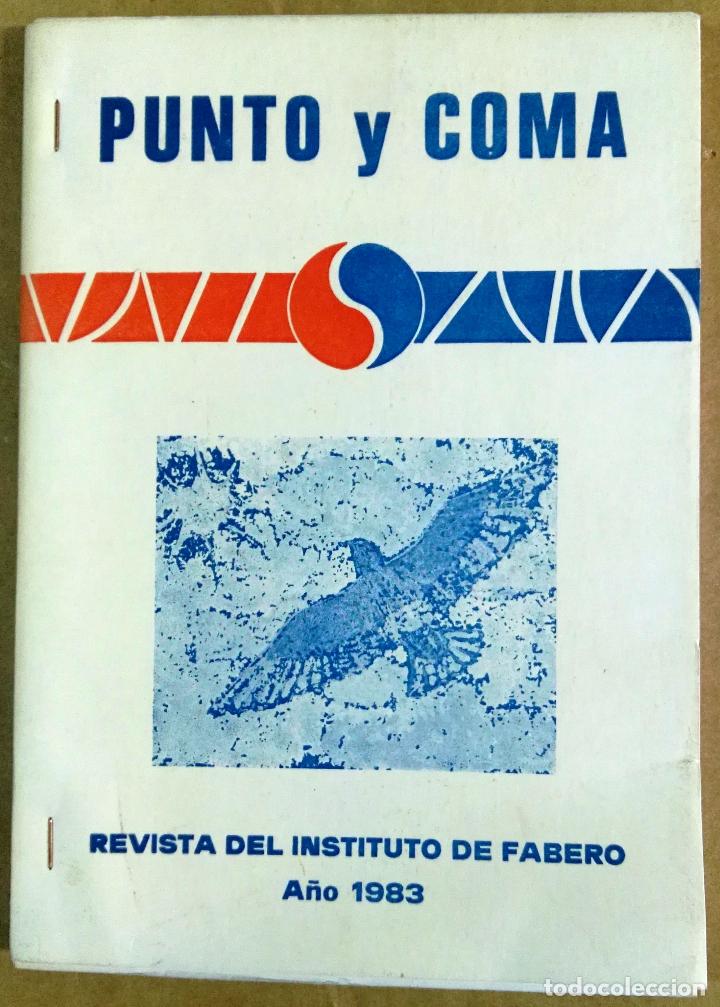 PUNTO y COMA
REVISTA DEL INSTITUTO DE FABERO
Año 1983
todocoleccion